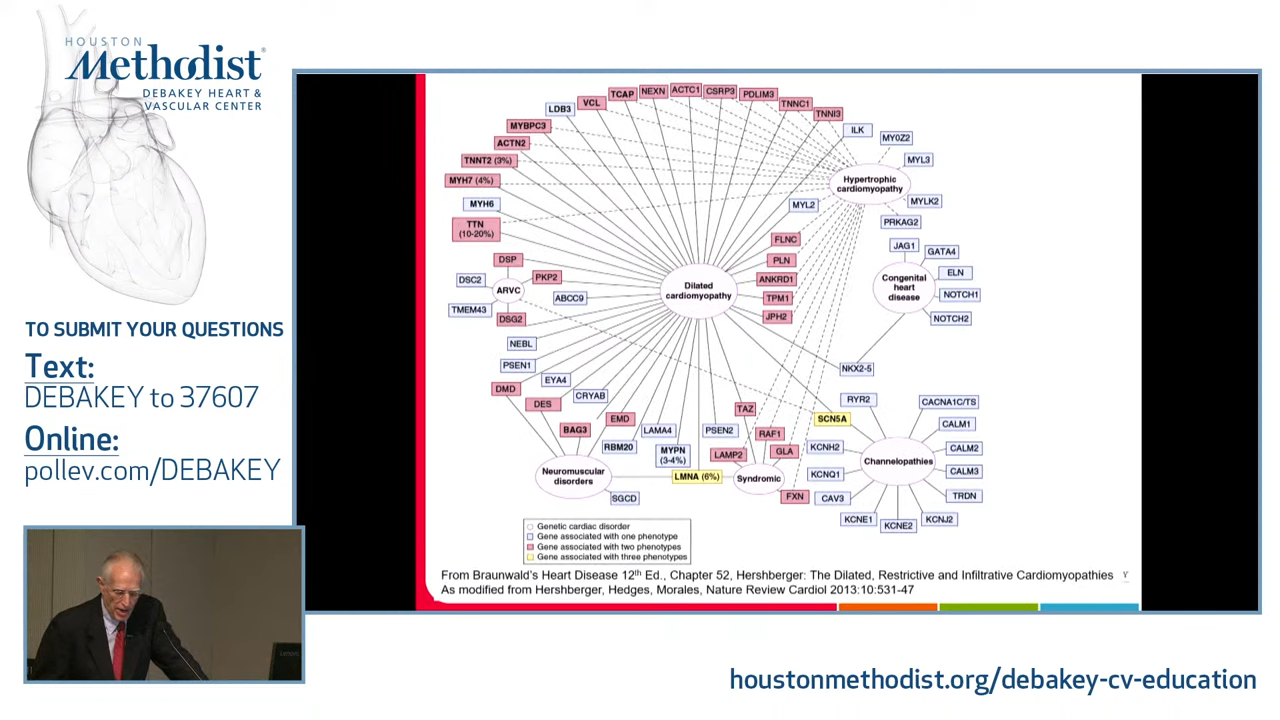 HOUSTON
Methodist®
DEBAKEY HEART &
VASCULAR CENTER
TO SUBMIT YOUR QUESTIONS
Text:
DEBAKEY to 37607
Online:
pollev.com/DEBAKEY
LDB3
VCL
TCAP
NEXN
ACTC1
CSRP3
PDLIM3
TNNC1
TNNI3
ILK
MYOZ2
MYL3
MYBPC3
ACTN2
TNNT2 (3%)
MYH7 (4%)
MYH6
TTN
(10-20%)
Hypertrophic
cardiomyopathy
MYL2
MYLK2
PRKAG2
FLNC
PLN
ANKRD1
TPM1
JPH2
JAG1
GATA4
ELN
NOTCH1
NOTCH2
Congenital
heart
disease
DSP
DSC2
PKP2
ARVC
TMEM43
DSG2
ABCC9
Dilated
cardiomyopathy
NEBL
PSEN1
EYA4
DMD
DES
CRYAB
BAG3
EMD
RBM20
LAMA4
MYPN
(3-4%)
PSEN2
TAZ
RAF1
LAMP2
GLA
NKX2-5
SCN5A
RYR2
CACNA1C/TS
CALM1
KCNH2
CALM2
Channelopathies
KCNQ1
CALM3
CAV3
TRDN
KCNE1
KCNE2
KCNJ2
Neuromuscular
disorders
LMNA (6%)
Syndromic
SGCD
FXN
Genetic cardiac disorder
Gene associated with one phenotype
Gene associated with two phenotypes
Gene associated with three phenotypes
From Braunwald's Heart Disease 12th Ed., Chapter 52, Hershberger: The Dilated, Restrictive and Infiltrative Cardiomyopathies
As modified from Hershberger, Hedges, Morales, Nature Review Cardiol 2013:10:531-47
houstonmethodist.org/debakey-cv-education